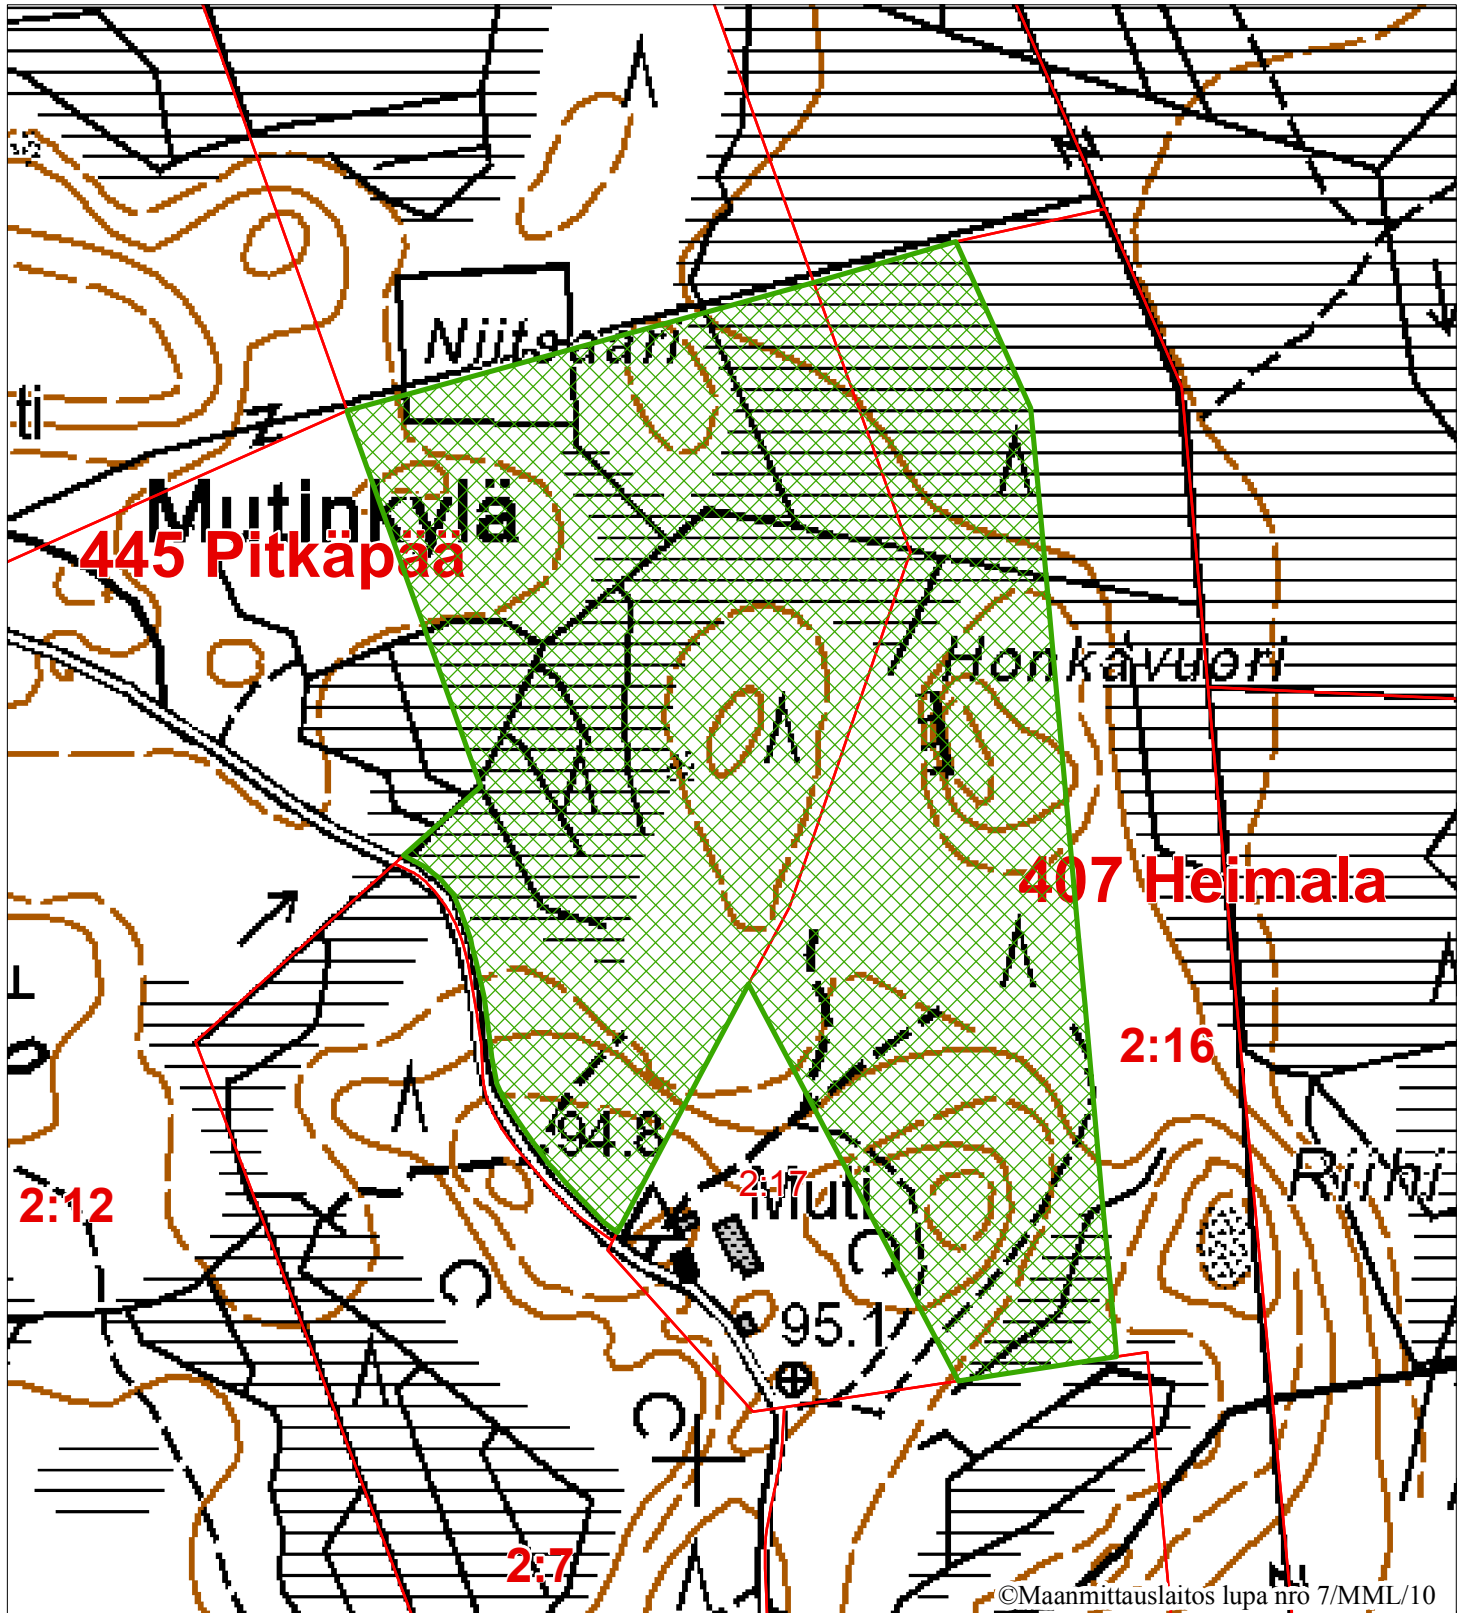 Niitsaari
ti
Mutinkylä
445 Pitkäpää
Honkavuori
407 Heimala
2:16
94.8
2:17
Muti
Riihi
2:12
95.1
2:7
©Maanmittauslaitos lupa nro 7/MML/10